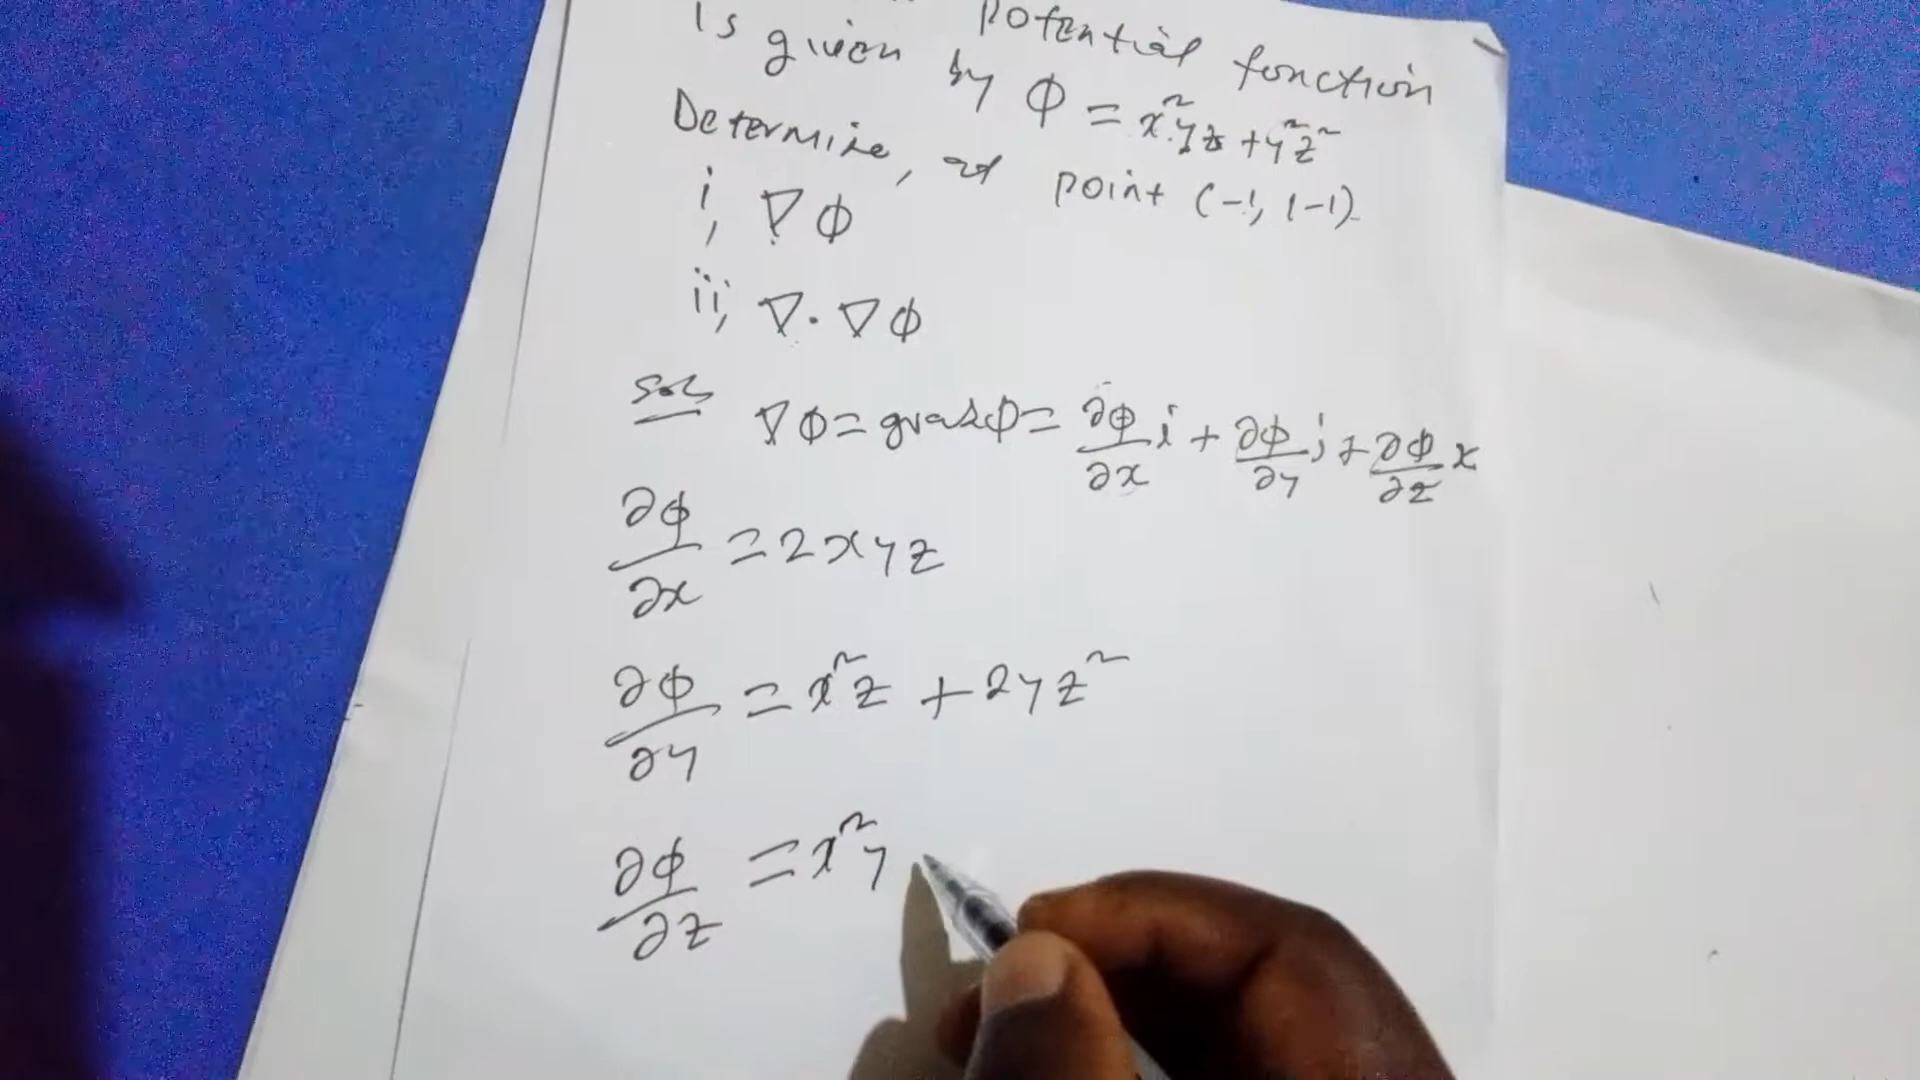 is given by potential function
Φ = x²yz + y²z²
Determine, at point (-1, 1-1).
i, ∇Φ
ii, ∇·∇Φ
Sol
∇Φ = gradΦ = ∂Φ/∂x i + ∂Φ/∂y j + ∂Φ/∂z x
∂Φ/∂x = 2xyz
∂Φ/∂y = x²z + 2yz²
∂Φ/∂z = x²y